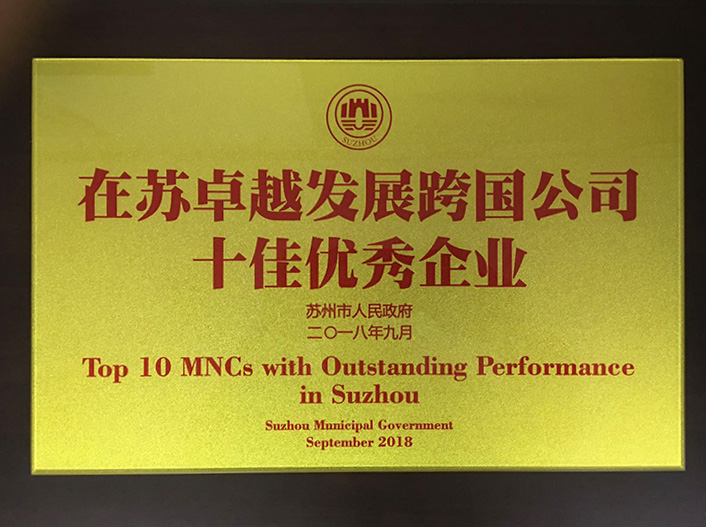 SUZHOU
在苏卓越发展跨国公司
十佳优秀企业
苏州市人民政府
二〇一八年九月
Top 10 MNCs with Outstanding Performance
in Suzhou
Suzhou Municipal Government
September 2018